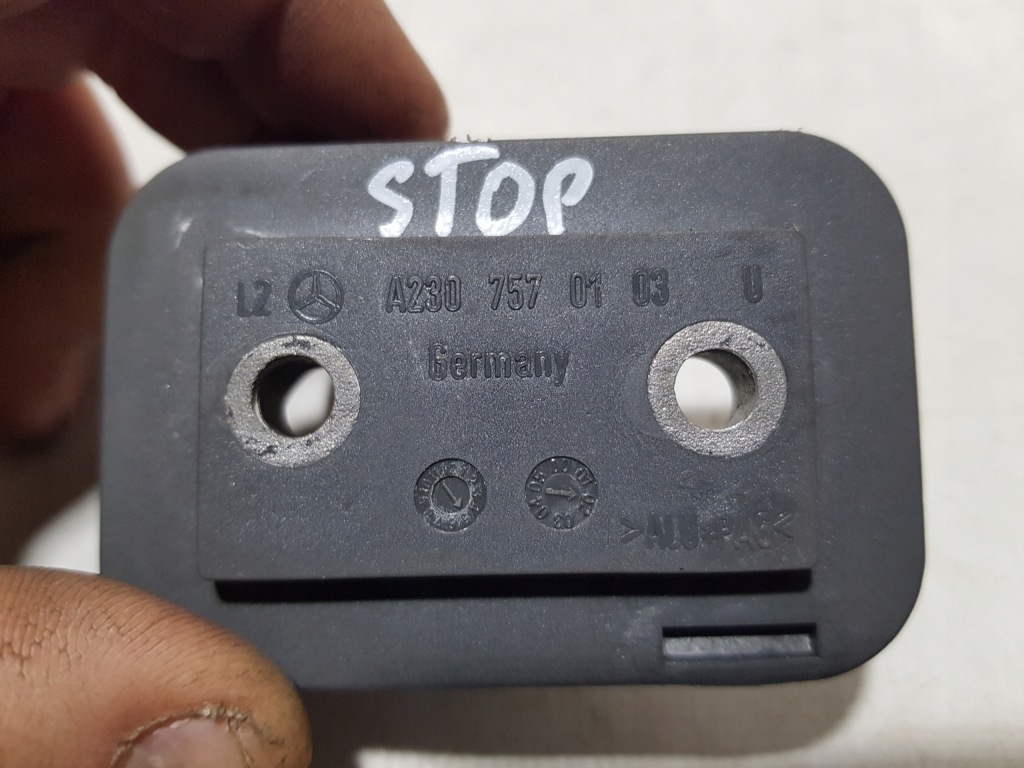 STOP
L2 A230 757 01 03 U
Germany
>ALU+PA6<